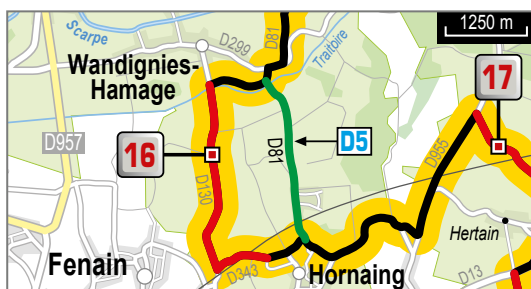 1250 m
Scarpe
D299
D81
Traitoire
Wandignies-
Hamage
17
D957
16
D81
D5
D955
D130
Hertain
Fenain
D343
Hornaing
D13